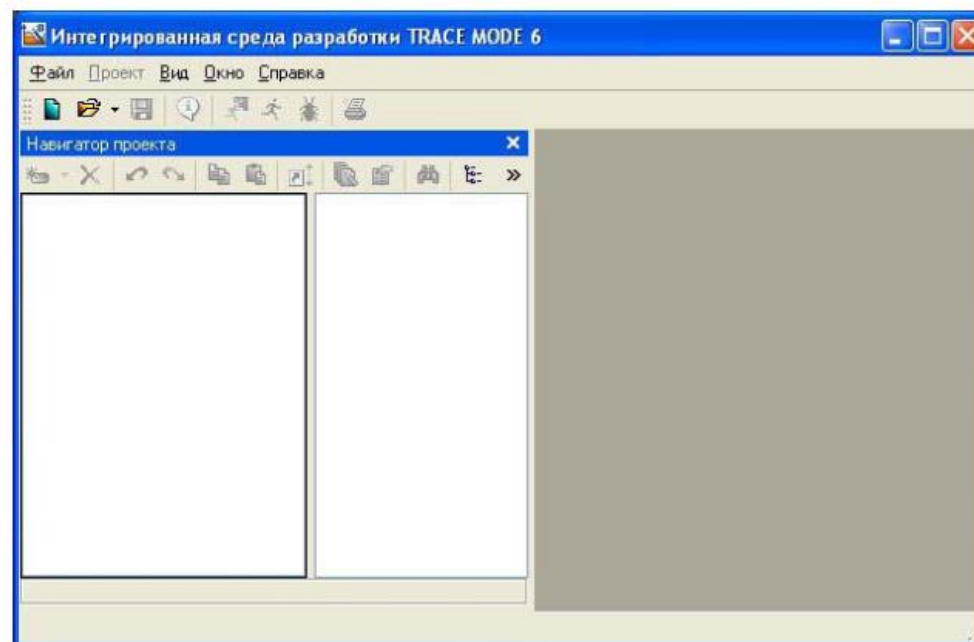 Интегрированная среда разработки TRACE MODE 6
Файл Проект Вид Окно Справка
Навигатор проекта